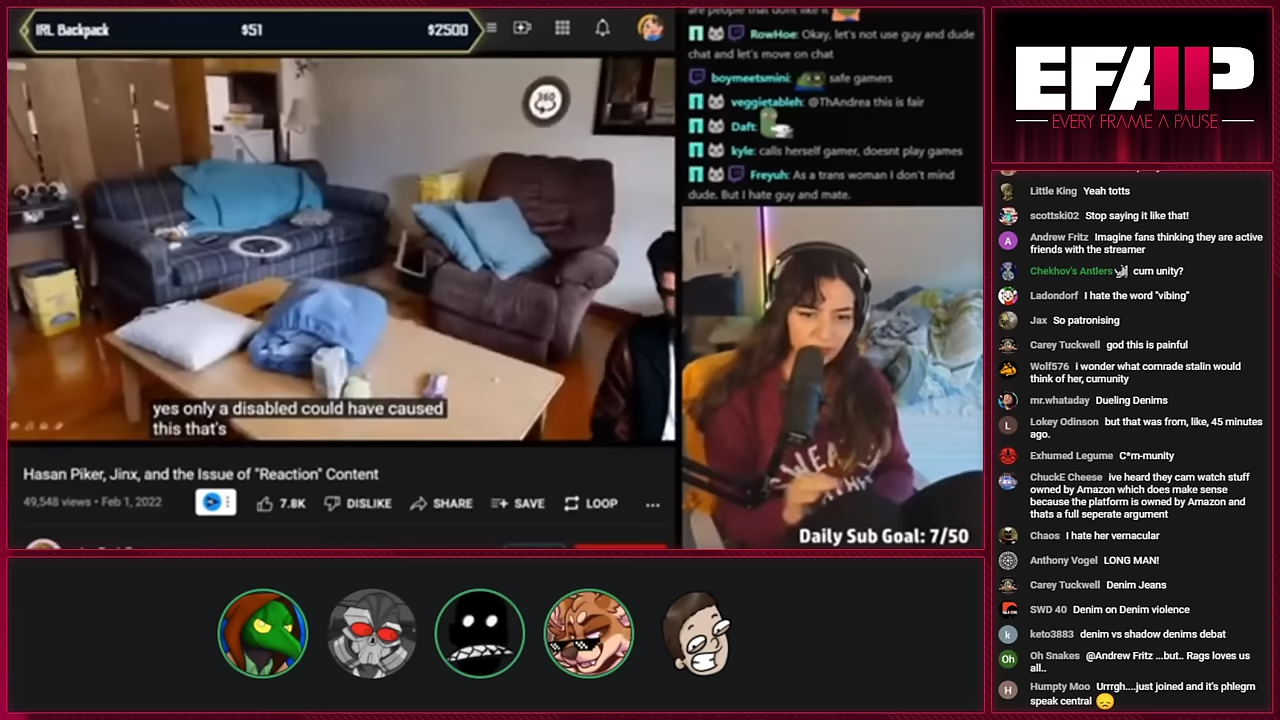 IRL Backpack $51 $2500
are people that dont like it
RowHoe: Okay, let's not use guy and dude
chat and let's move on chat
boymeetsmini: safe gamers
veggietableh: @ThAndrea this is fair
Daft:
kyle: calls herself gamer, doesnt play games
Freyuh: As a trans woman I don't mind
dude. But I hate guy and mate.
360
yes only a disabled could have caused
this that's
Hasan Piker, Jinx, and the Issue of "Reaction" Content
49,548 views • Feb 1, 2022
7.8K DISLIKE SHARE SAVE LOOP ...
Daily Sub Goal: 7/50
EFAP
EVERY FRAME A PAUSE
Little King Yeah totts
scottski02 Stop saying it like that!
A Andrew Fritz Imagine fans thinking they are active
friends with the streamer
Chekhov's Antlers cum unity?
Ladondorf I hate the word "vibing"
Jax So patronising
Carey Tuckwell god this is painful
Wolf576 i wonder what comrade stalin would
think of her, cumunity
mr.whataday Dueling Denims
L Lokey Odinson but that was from, like, 45 minutes
ago.
Exhumed Legume C*m-munity
ChuckE Cheese ive heard they cam watch stuff
owned by Amazon which does make sense
because the platform is owned by Amazon and
thats a full seperate argument
Chaos I hate her vernacular
Anthony Vogel LONG MAN!
Carey Tuckwell Denim Jeans
SWD 40 Denim on Denim violence
k keto3883 denim vs shadow denims debat
Oh Oh Snakes @Andrew Fritz ...but.. Rags loves us
all..
H Humpty Moo Urrrgh....just joined and it's phlegm
speak central